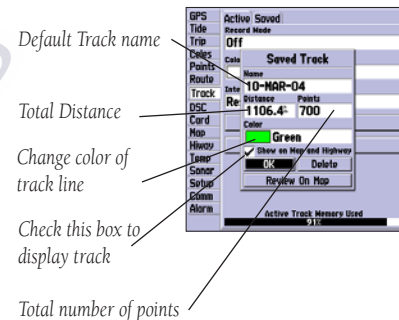 GPS
Tide
Trip
Celes
Points
Route
Track
DSC
Card
Map
Hiway
Temp
Sonar
Setup
Comm
Alarm
Active Saved
Record Mode
Off
Saved Track
Name
10-MAR-04
Distance Points
1106.4 700
Color
Green
Show on Map and Highway
OK Delete
Review On Map
Active Track Memory Used
91%
Default Track name
Total Distance
Change color of
track line
Check this box to
display track
Total number of points